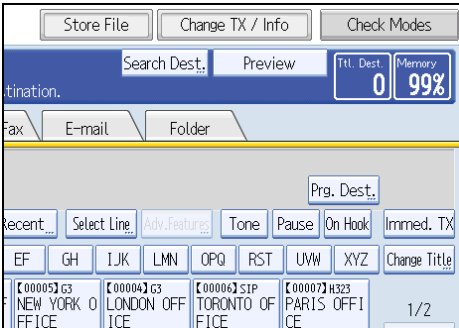 Store File Change TX / Info Check Modes
Search Dest. Preview Ttl. Dest. Memory
tination. 0 99%
Fax E-mail Folder
Prg. Dest.
Recent Select Line Adv.Features Tone Pause On Hook Immed. TX
EF GH IJK LMN OPQ RST UVW XYZ Change Title
【00005】G3 【00004】G3 【00006】SIP 【00007】H323
F NEW YORK O LONDON OFF TORONTO OF PARIS OFFI 1/2
FFICE ICE FICE CE